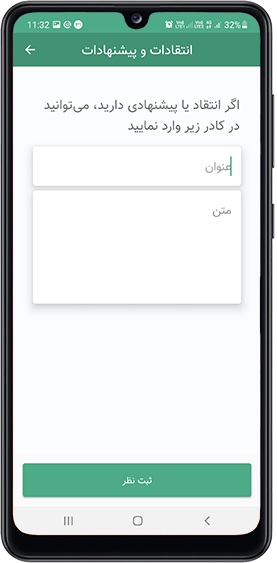 11:32 32%
انتقادات و پیشنهادات
اگر انتقاد یا پیشنهادی دارید، می‌توانید
در کادر زیر وارد نمایید
عنوان
متن
ثبت نظر